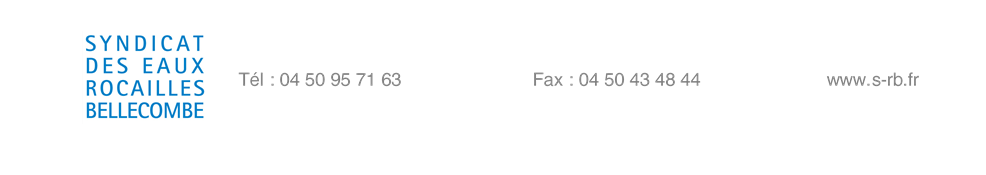 SYNDICAT
DES EAUX
ROCAILLES
BELLECOMBE
Tél : 04 50 95 71 63
Fax : 04 50 43 48 44
www.s-rb.fr